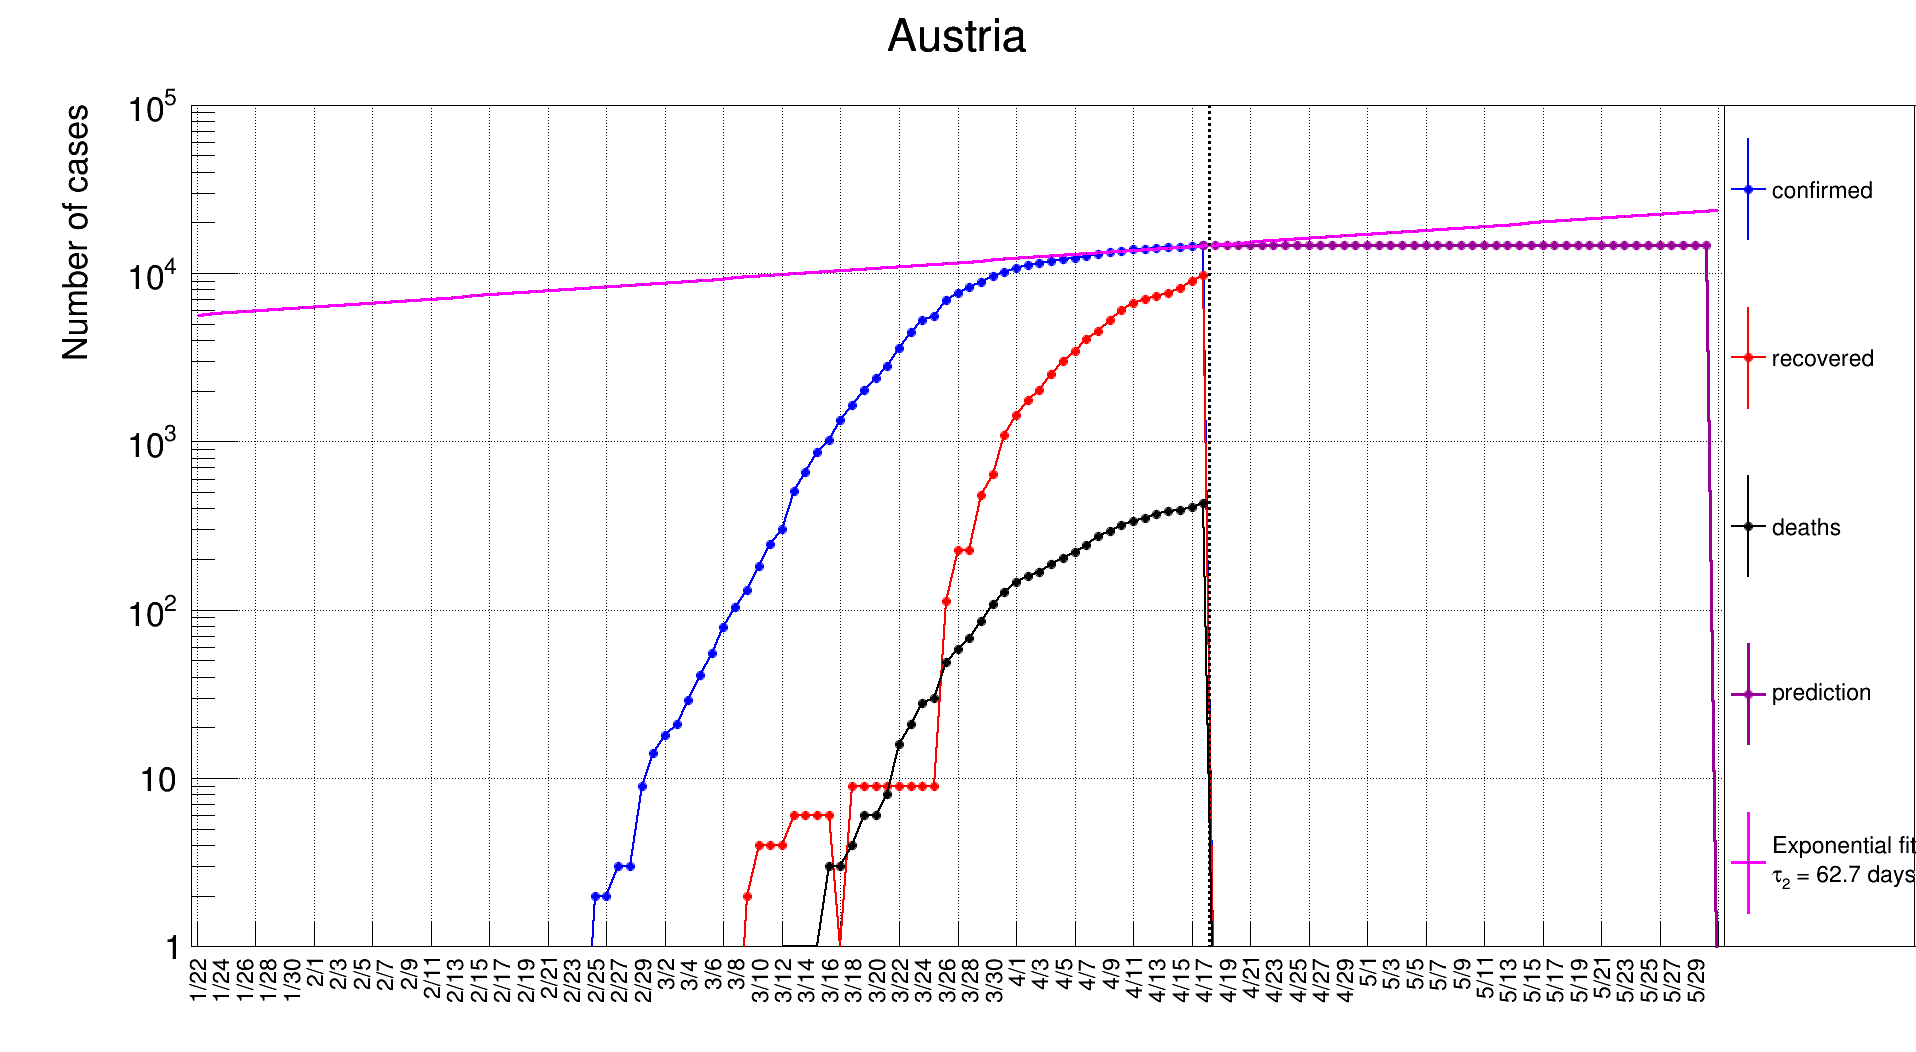 Austria
Number of cases
10^5
10^4
10^3
10^2
10
1
1/22 1/24 1/26 1/28 1/30 2/1 2/3 2/5 2/7 2/9 2/11 2/13 2/15 2/17 2/19 2/21 2/23 2/25 2/27 2/29 3/2 3/4 3/6 3/8 3/10 3/12 3/14 3/16 3/18 3/20 3/22 3/24 3/26 3/28 3/30 4/1 4/3 4/5 4/7 4/9 4/11 4/13 4/15 4/17 4/19 4/21 4/23 4/25 4/27 4/29 5/1 5/3 5/5 5/7 5/9 5/11 5/13 5/15 5/17 5/19 5/21 5/23 5/25 5/27 5/29
confirmed
recovered
deaths
prediction
Exponential fit
τ₂ = 62.7 days